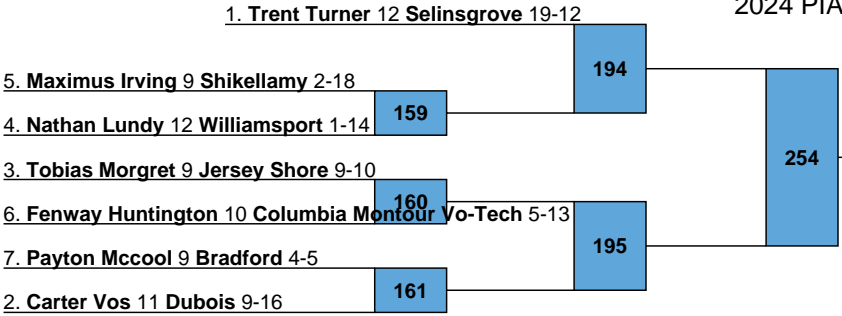 2024 PIA
1. Trent Turner 12 Selinsgrove 19-12
194
5. Maximus Irving 9 Shikellamy 2-18
159
4. Nathan Lundy 12 Williamsport 1-14
254
3. Tobias Morgret 9 Jersey Shore 9-10
160
6. Fenway Huntington 10 Columbia Montour Vo-Tech 5-13
195
7. Payton Mccool 9 Bradford 4-5
161
2. Carter Vos 11 Dubois 9-16